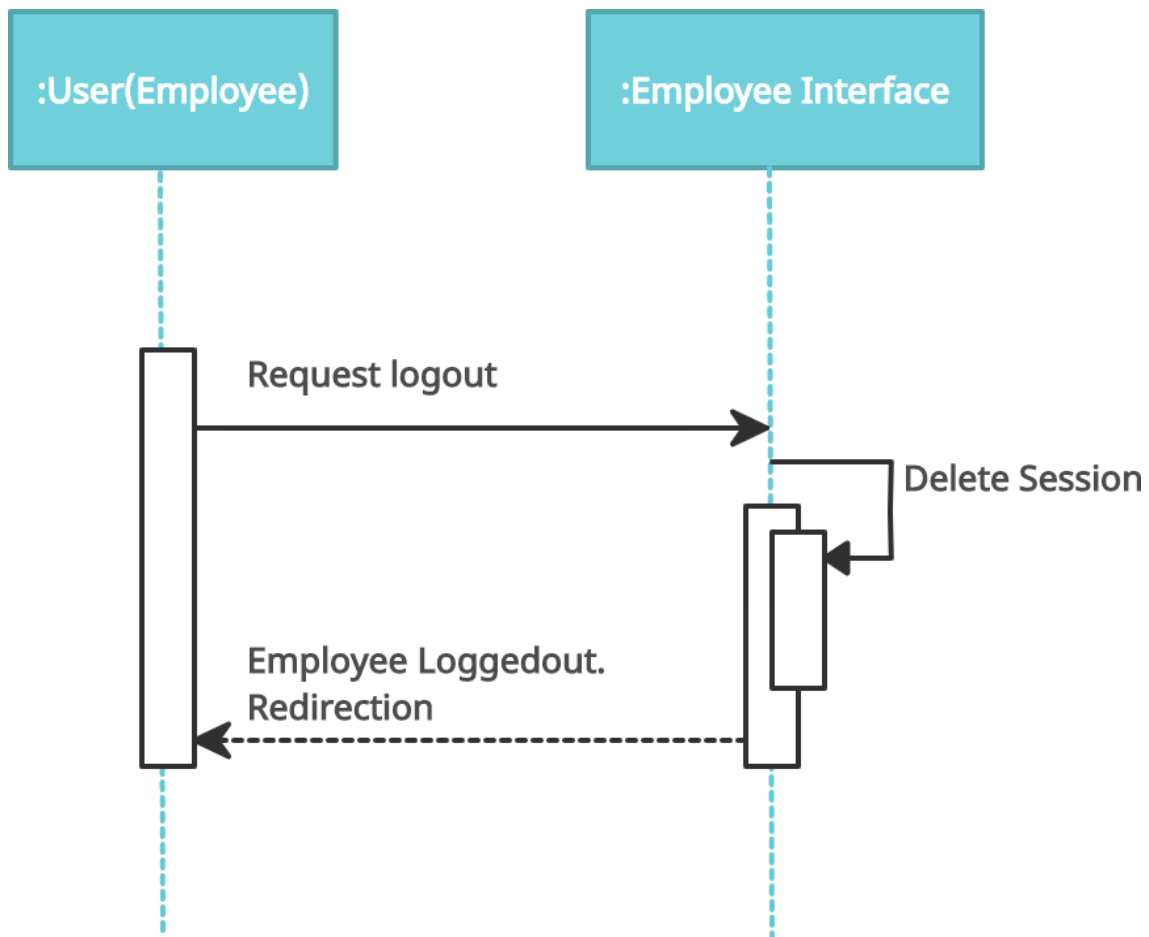 :User(Employee)
:Employee Interface
Request logout
Delete Session
Employee Loggedout.
Redirection